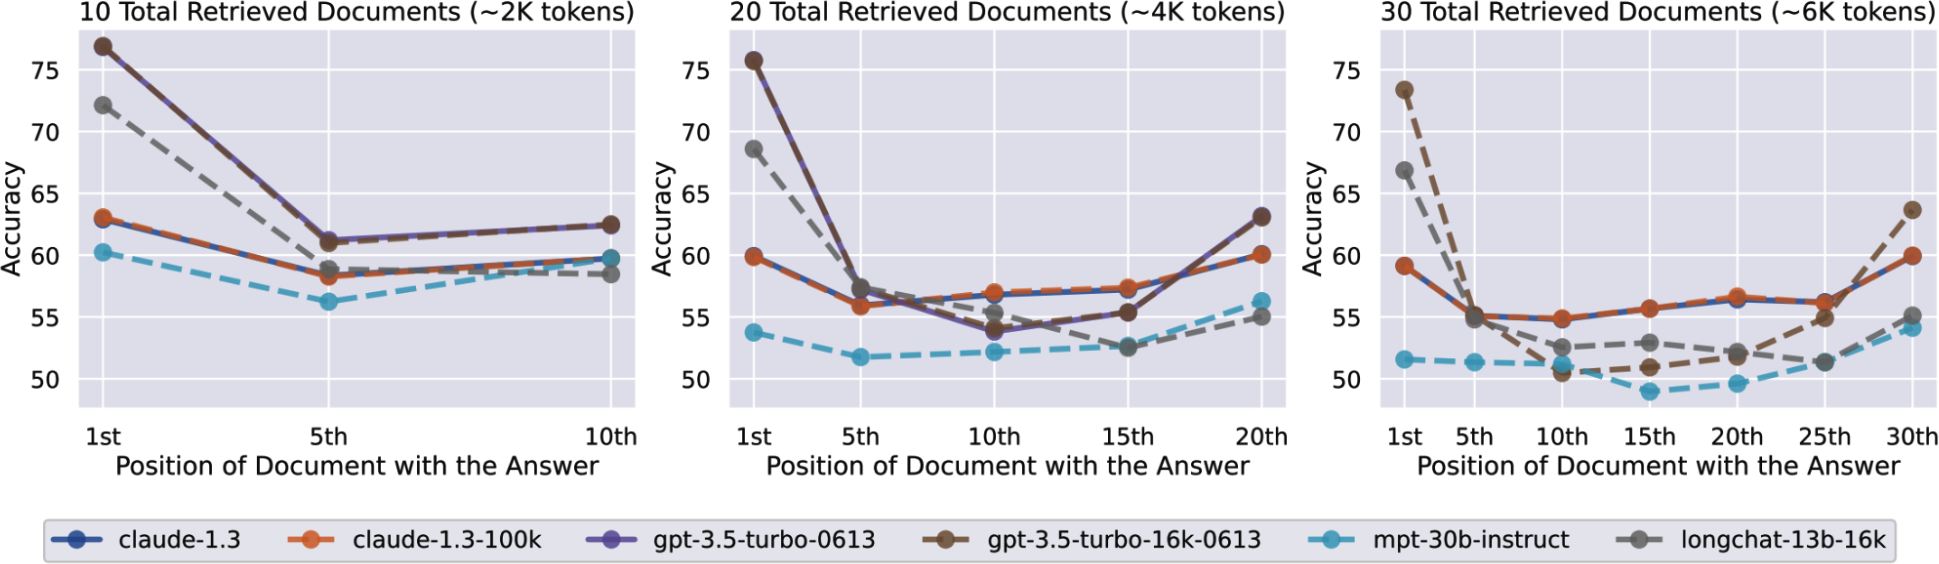 10 Total Retrieved Documents (~2K tokens)
75
70
65
60
55
50
Accuracy
1st 5th 10th
Position of Document with the Answer
20 Total Retrieved Documents (~4K tokens)
75
70
65
60
55
50
Accuracy
1st 5th 10th 15th 20th
Position of Document with the Answer
30 Total Retrieved Documents (~6K tokens)
75
70
65
60
55
50
Accuracy
1st 5th 10th 15th 20th 25th 30th
Position of Document with the Answer
claude-1.3 claude-1.3-100k gpt-3.5-turbo-0613 gpt-3.5-turbo-16k-0613 mpt-30b-instruct longchat-13b-16k